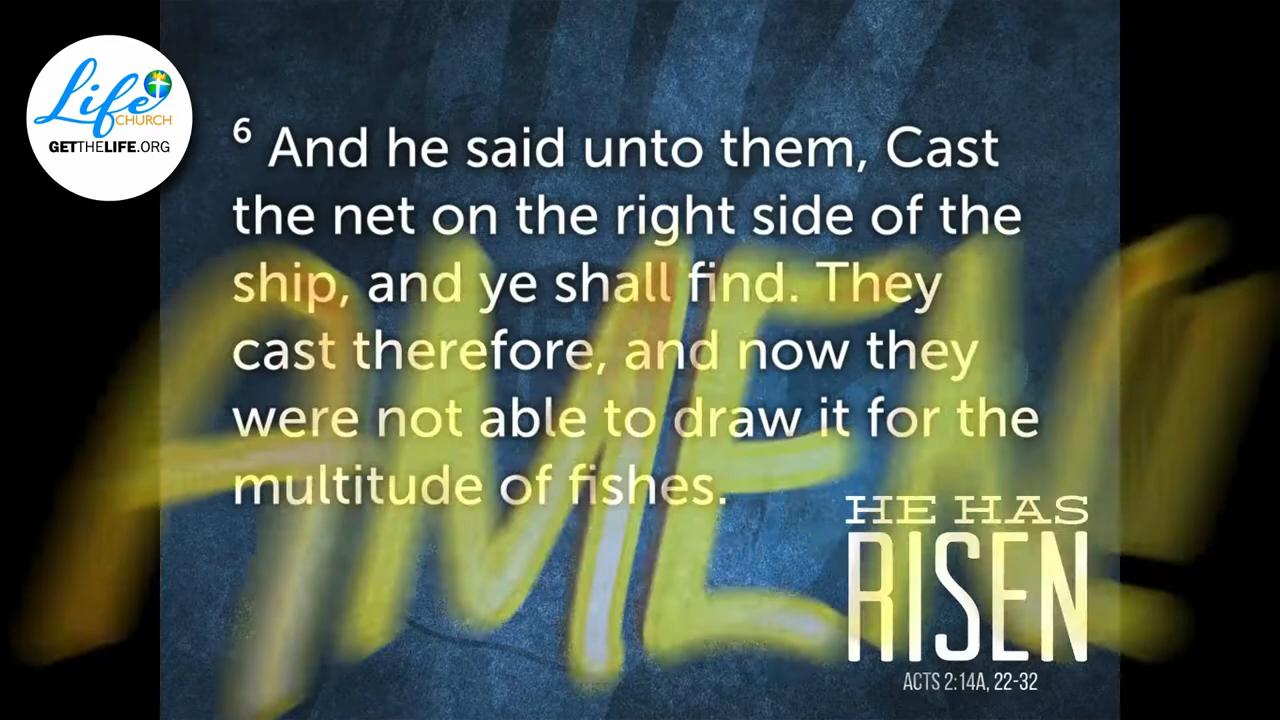 Life
CHURCH
GETTHELIFE.ORG
6 And he said unto them, Cast
the net on the right side of the
ship, and ye shall find. They
cast therefore, and now they
were not able to draw it for the
multitude of fishes.
AMEN
HE HAS
RISEN
ACTS 2:14A, 22-32